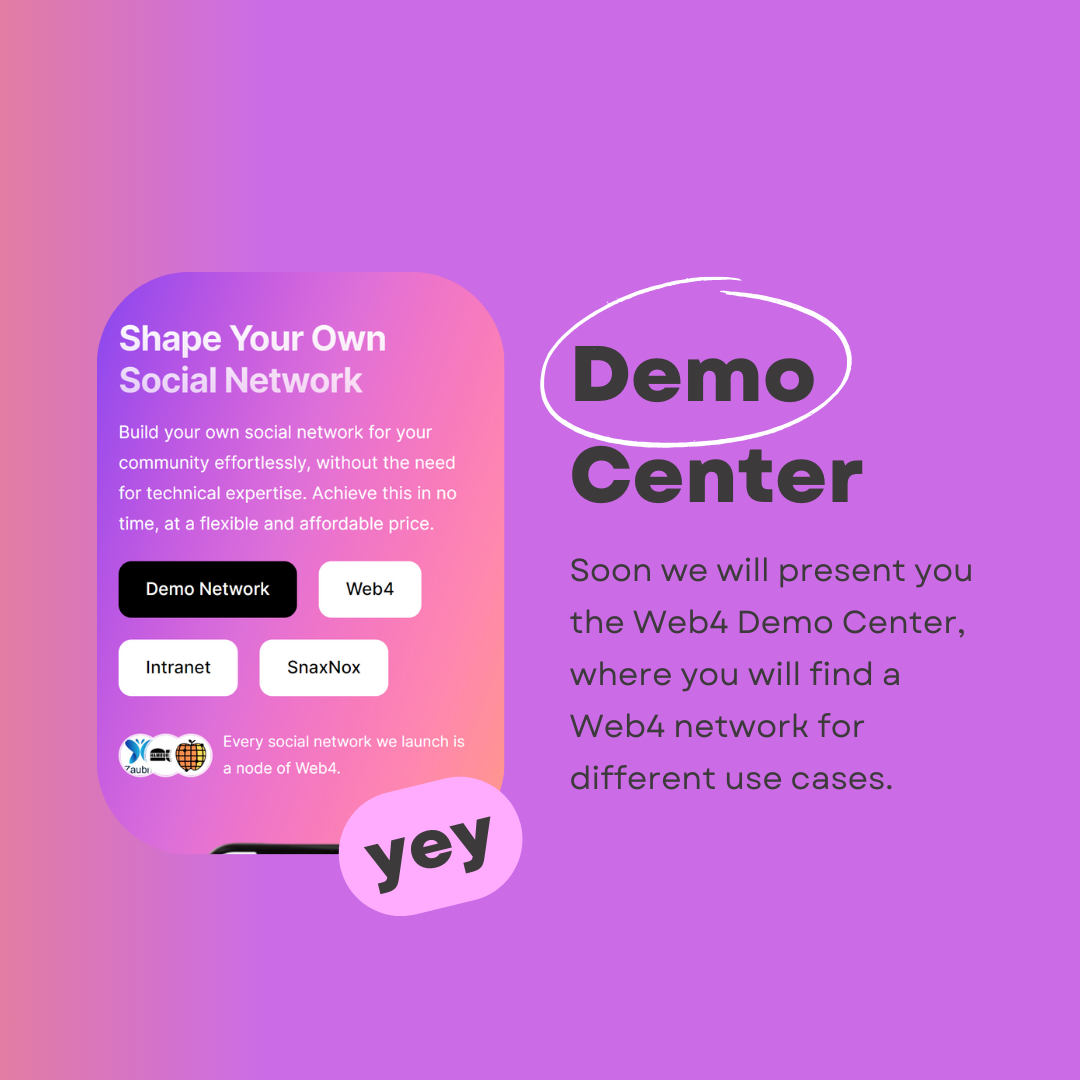 Shape Your Own
Social Network
Build your own social network for your
community effortlessly, without the need
for technical expertise. Achieve this in no
time, at a flexible and affordable price.
Demo Network
Web4
Intranet
SnaxNox
Every social network we launch is
a node of Web4.
yey
Demo
Center
Soon we will present you
the Web4 Demo Center,
where you will find a
Web4 network for
different use cases.